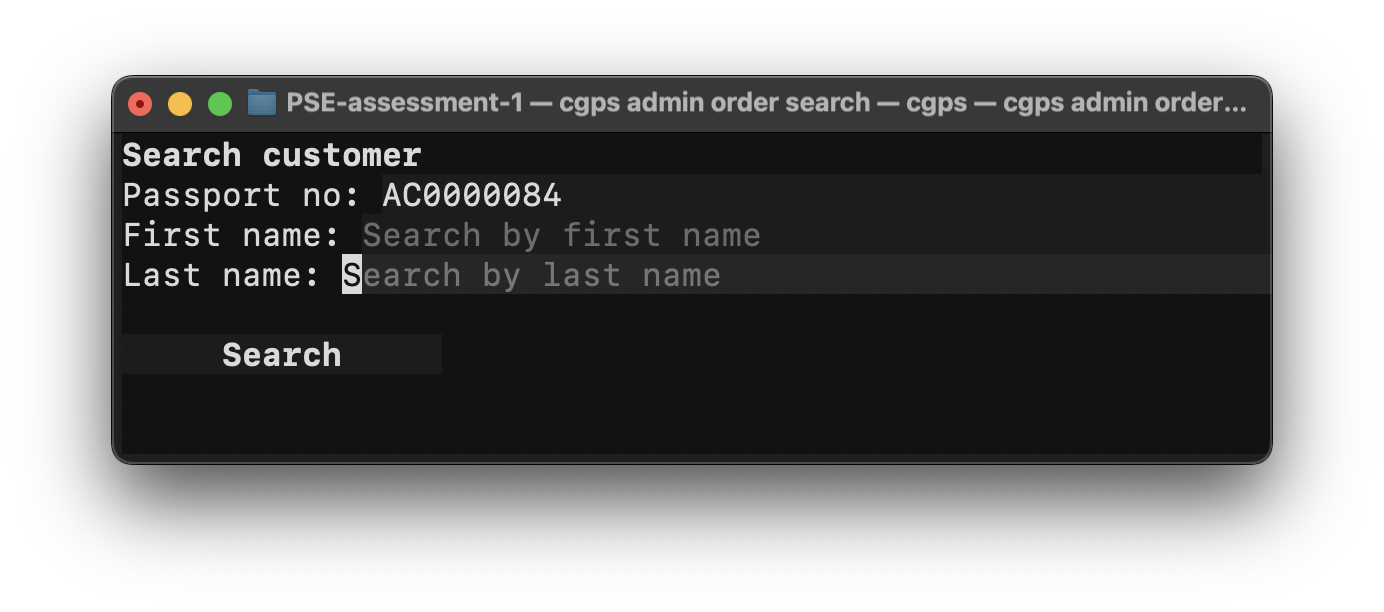 PSE-assessment-1 — cgps admin order search — cgps — cgps admin order...
Search customer
Passport no: AC0000084
First name: Search by first name
Last name: Search by last name
Search